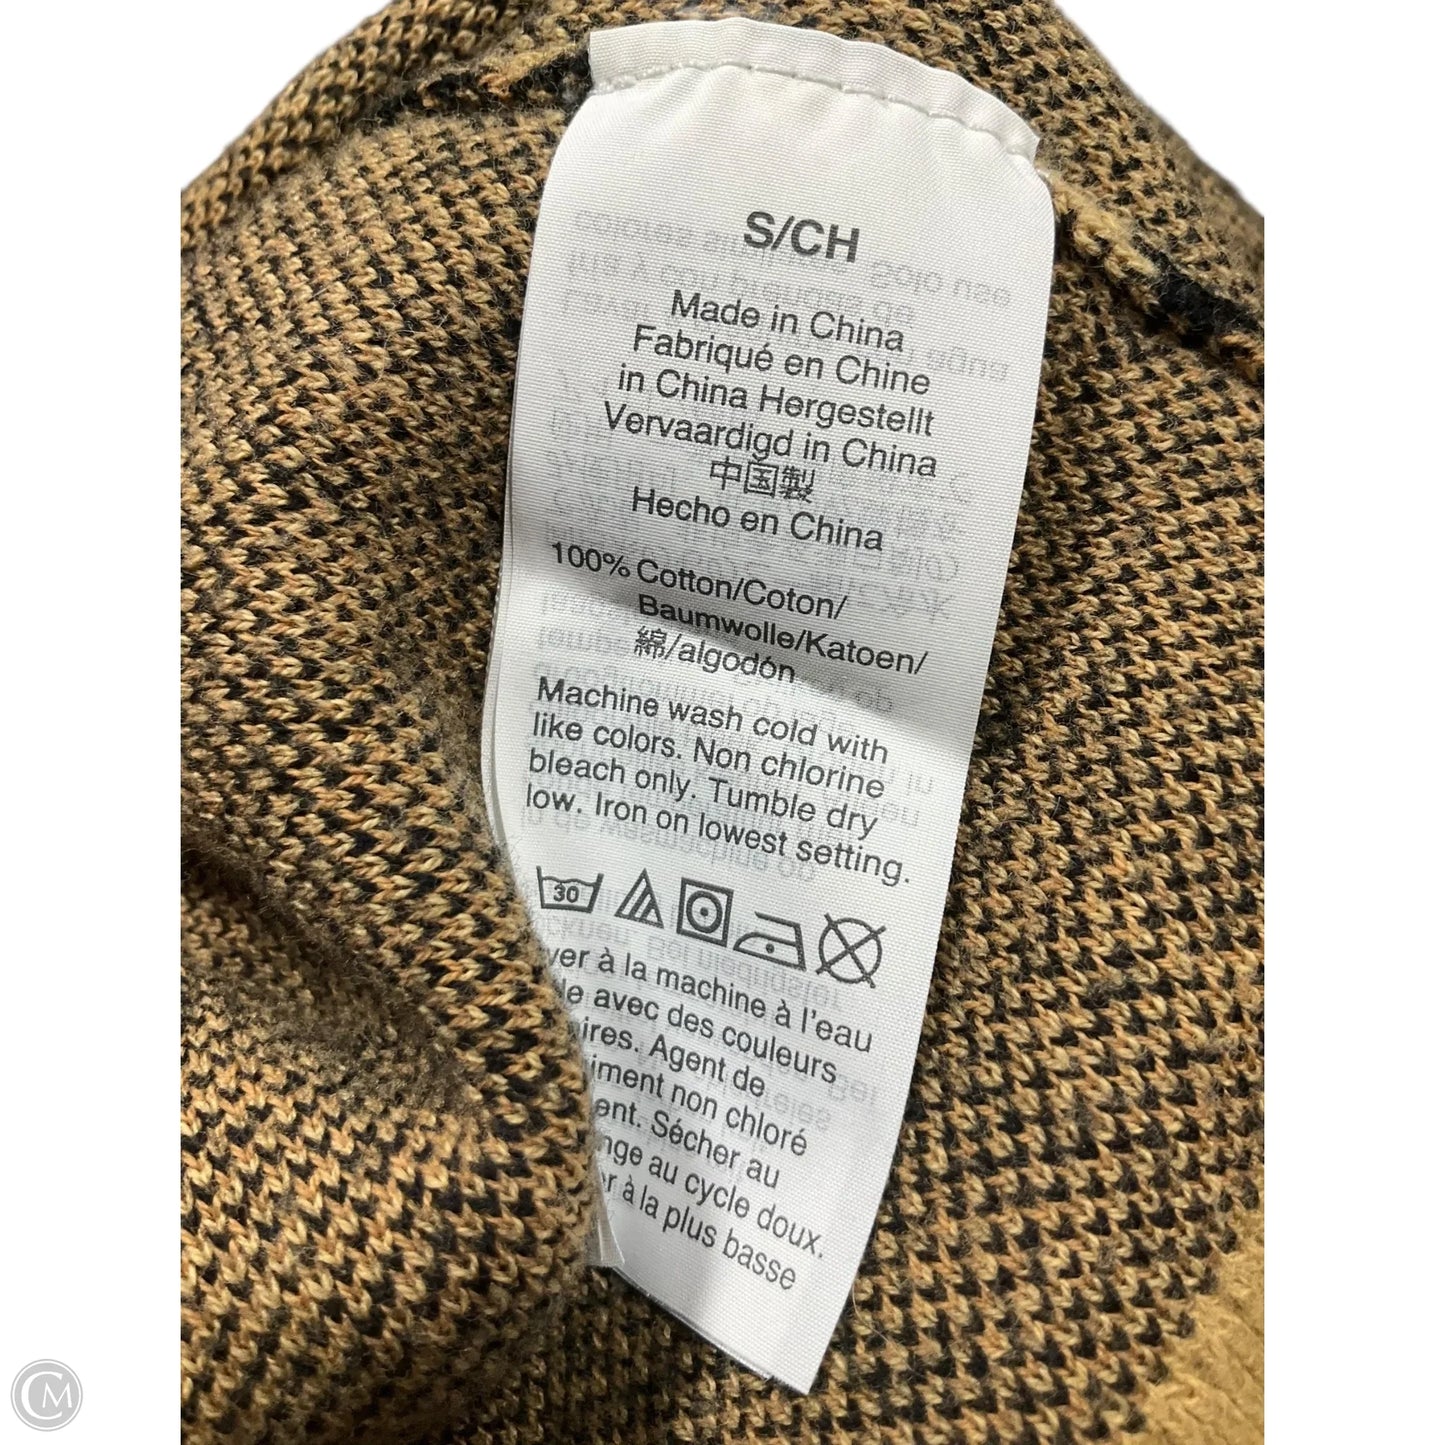 S/CH
Made in China
Fabriqué en Chine
in China Hergestellt
Vervaardigd in China
中国製
Hecho en China
100% Cotton/Coton/
Baumwolle/Katoen/
綿/algodón
Machine wash cold with
like colors. Non chlorine
bleach only. Tumble dry
low. Iron on lowest setting.
30
ver à la machine à l'eau
avec des couleurs
ires. Agent de
iment non chloré
ent. Sécher au
nge au cycle doux.
r à la plus basse
CM